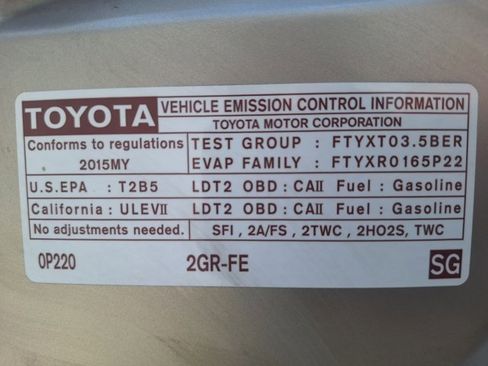 TOYOTA VEHICLE EMISSION CONTROL INFORMATION
TOYOTA MOTOR CORPORATION
Conforms to regulations TEST GROUP : FTYXT03.5BER
2015MY EVAP FAMILY : FTYXR0165P22
U.S.EPA : T2B5 LDT2 OBD : CAII Fuel : Gasoline
California : ULEVII LDT2 OBD : CAII Fuel : Gasoline
No adjustments needed. SFI , 2A/FS , 2TWC , 2HO2S, TWC
0P220 2GR-FE SG